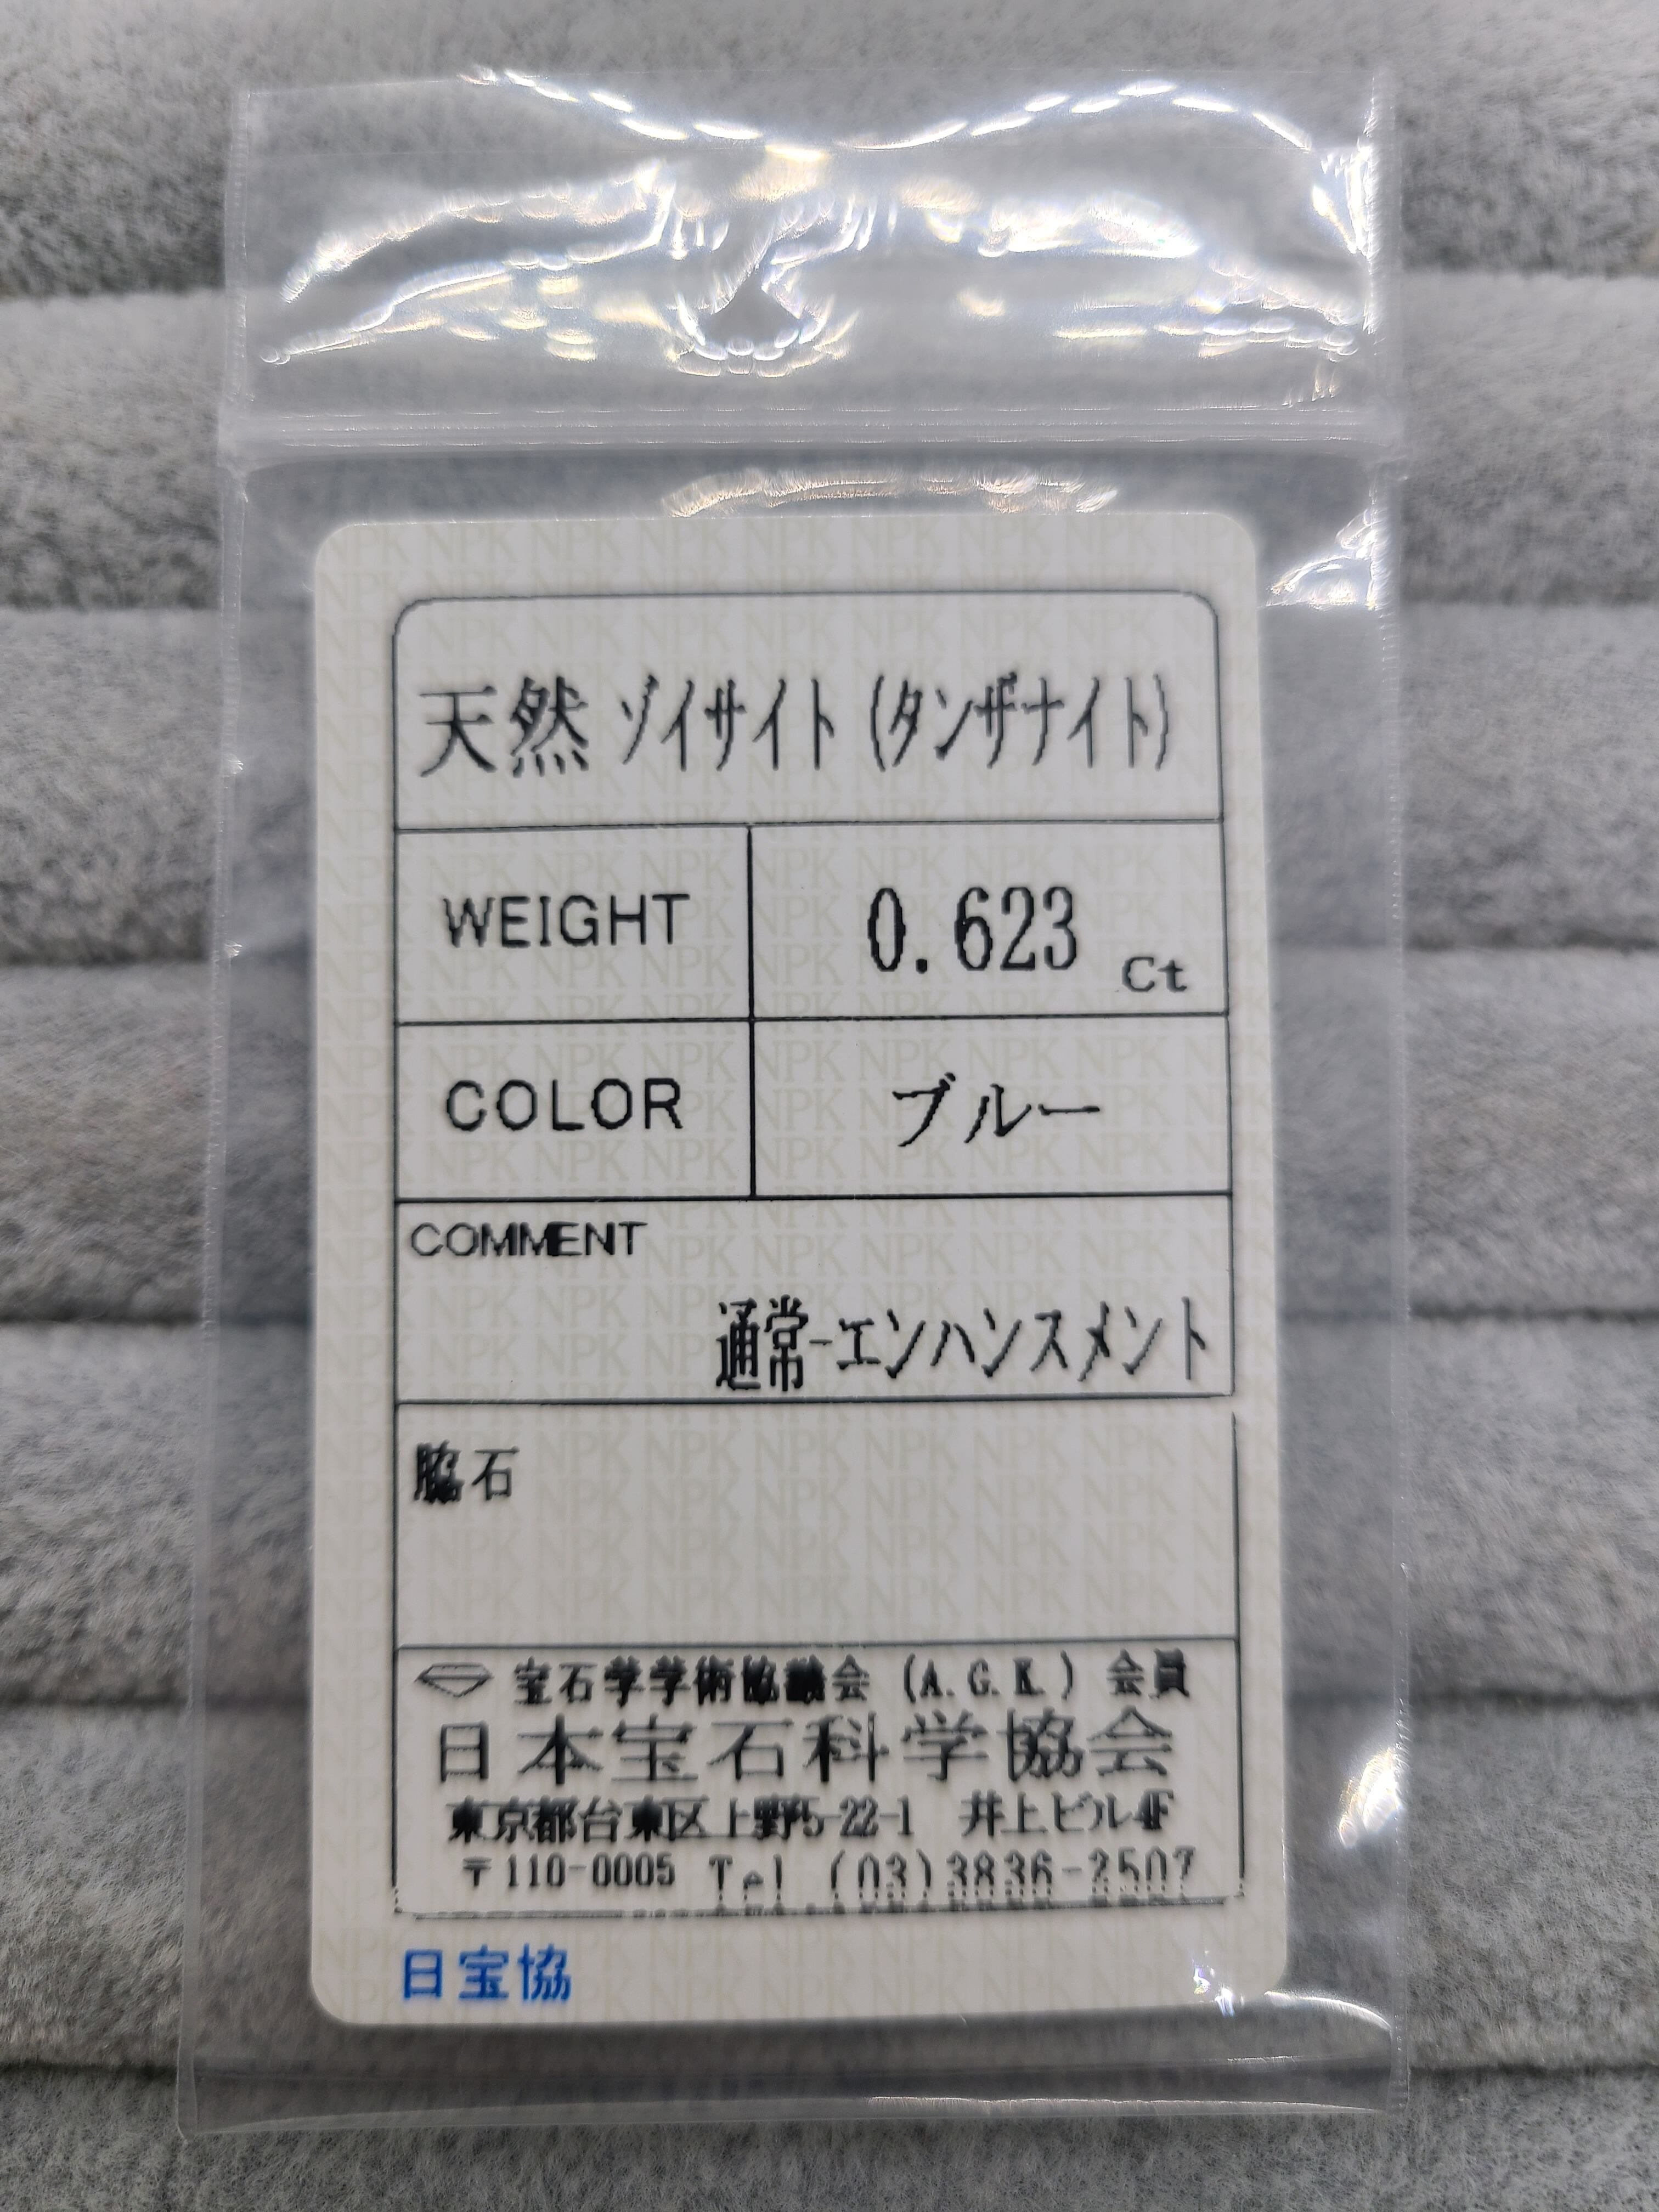 天然 ゾイサイト (タンザナイト)
WEIGHT 0.623 Ct
COLOR ブルー
COMMENT
通常-エンハンスメント
脇石
宝石学学術協議会 (A.G.K.) 会員
日本宝石科学協会
東京都台東区上野5-22-1 井上ビル4F
〒110-0005 Tel.(03)3836-2507
日宝協